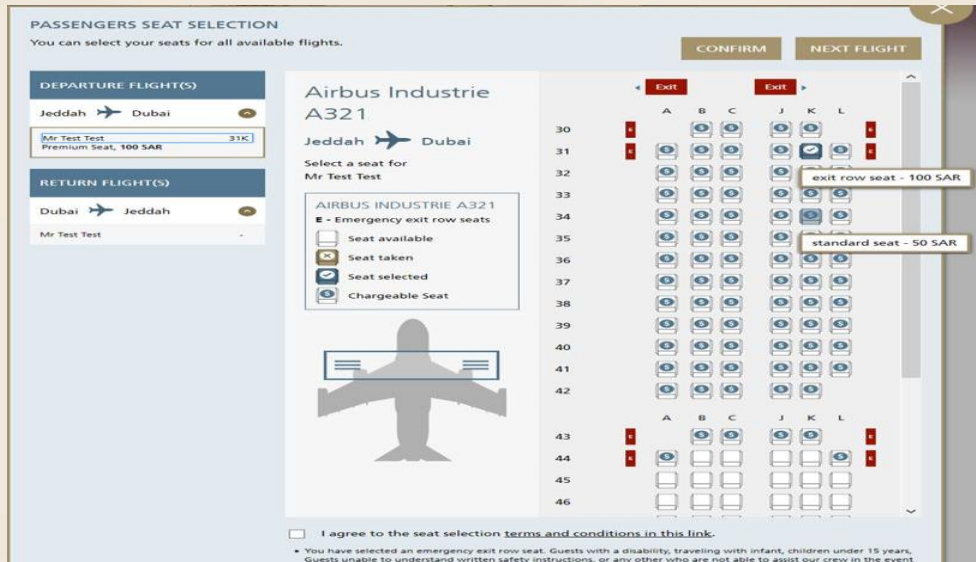 PASSENGERS SEAT SELECTION
You can select your seats for all available flights.
CONFIRM
NEXT FLIGHT
DEPARTURE FLIGHT(S)
Jeddah Dubai
Mr Test Test 31K
Premium Seat, 100 SAR
RETURN FLIGHT(S)
Dubai Jeddah
Mr Test Test -
Airbus Industrie
A321
Jeddah Dubai
Select a seat for
Mr Test Test
AIRBUS INDUSTRIE A321
E - Emergency exit row seats
Seat available
Seat taken
Seat selected
Chargeable Seat
Exit Exit
A B C J K L
30 E E
31 E E
32
exit row seat - 100 SAR
33
34
35
standard seat - 50 SAR
36
37
38
39
40
41
42
A B C J K L
43 E E
44 E E
45
46
I agree to the seat selection terms and conditions in this link.
• You have selected an emergency exit row seat. Guests with a disability, traveling with infant, children under 15 years,
Guests unable to understand written safety instructions, or any other who are not able to assist our crew in the event